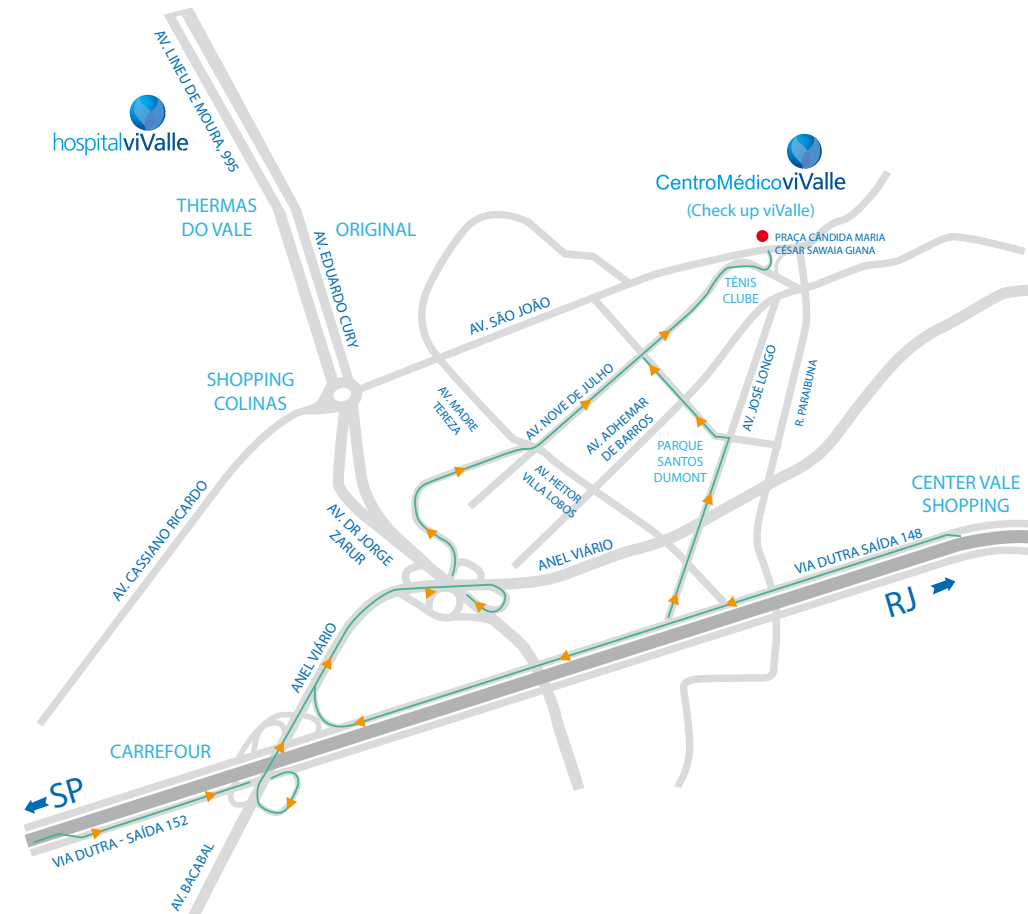 AV. LINEU DE MOURA, 995
hospitalviValle
CentroMédicoviValle
(Check up viValle)
THERMAS
DO VALE
ORIGINAL
AV. EDUARDO CURY
PRAÇA CÂNDIDA MARIA
CÉSAR SAWAIA GIANA
TÊNIS
CLUBE
AV. SÃO JOÃO
SHOPPING
COLINAS
AV. MADRE
TEREZA
AV. NOVE DE JULHO
AV. ADHEMAR
DE BARROS
AV. JOSÉ LONGO
R. PARAIBUNA
PARQUE
SANTOS
DUMONT
AV. HEITOR
VILLA LOBOS
CENTER VALE
SHOPPING
AV. CASSIANO RICARDO
AV. DR JORGE
ZARUR
ANEL VIÁRIO
VIA DUTRA SAÍDA 148
RJ
ANEL VIÁRIO
CARREFOUR
SP
VIA DUTRA - SAÍDA 152
AV. BACABAL